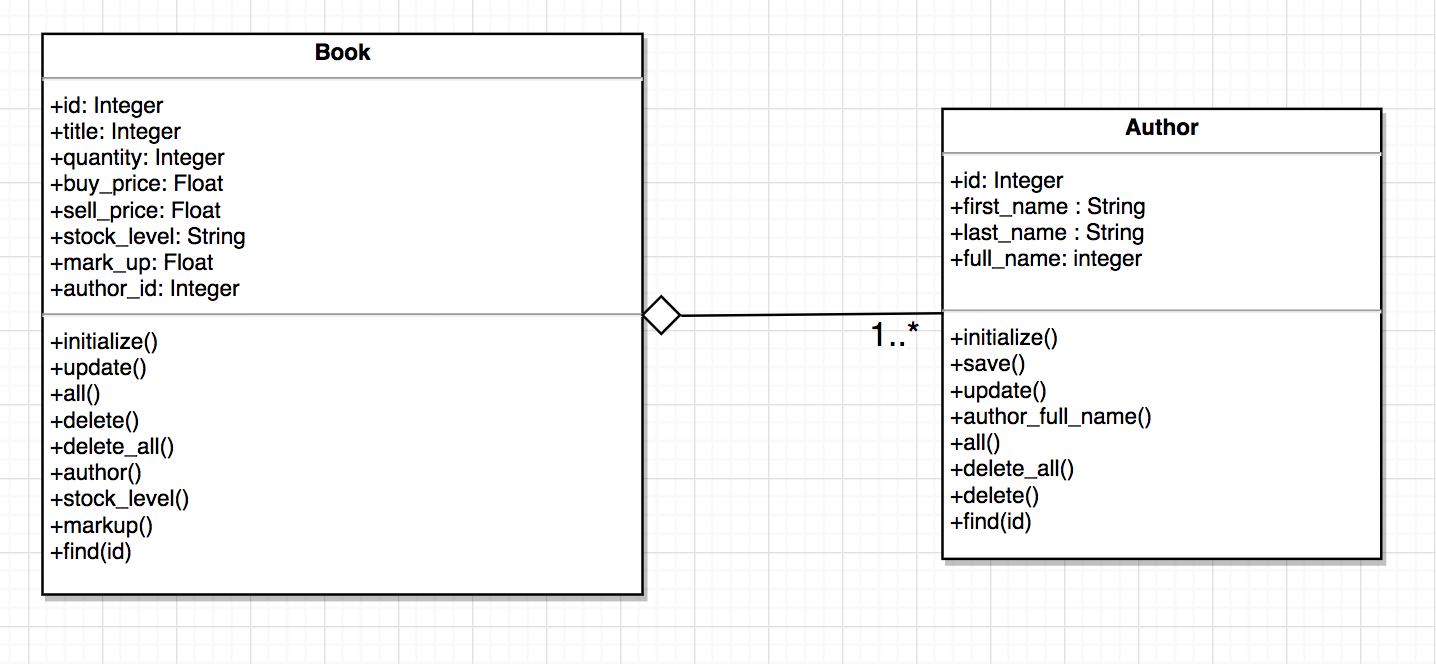 Book
+id: Integer
+title: Integer
+quantity: Integer
+buy_price: Float
+sell_price: Float
+stock_level: String
+mark_up: Float
+author_id: Integer
+initialize()
+update()
+all()
+delete()
+delete_all()
+author()
+stock_level()
+markup()
+find(id)
1..*
Author
+id: Integer
+first_name : String
+last_name : String
+full_name: integer
+initialize()
+save()
+update()
+author_full_name()
+all()
+delete_all()
+delete()
+find(id)